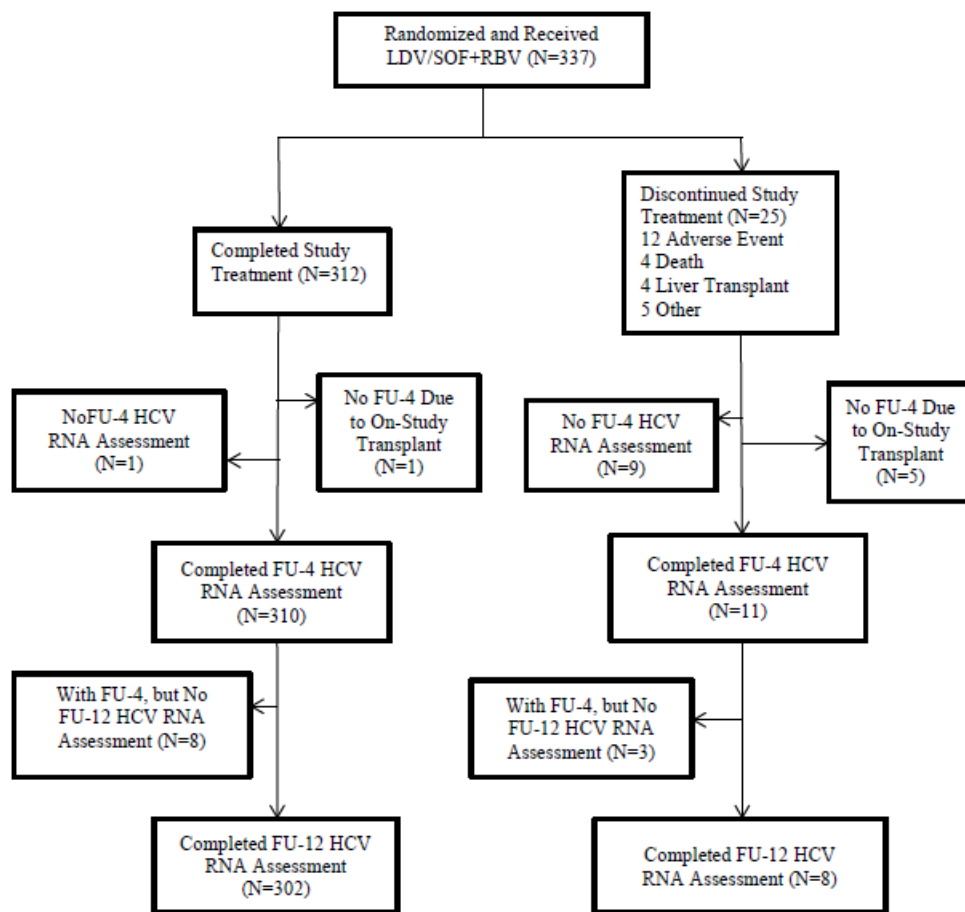 Randomized and Received
LDV/SOF+RBV (N=337)
Completed Study
Treatment (N=312)
Discontinued Study
Treatment (N=25)
12 Adverse Event
4 Death
4 Liver Transplant
5 Other
NoFU-4 HCV
RNA Assessment
(N=1)
No FU-4 Due
to On-Study
Transplant
(N=1)
No FU-4 HCV
RNA Assessment
(N=9)
No FU-4 Due
to On-Study
Transplant
(N=5)
Completed FU-4 HCV
RNA Assessment
(N=310)
Completed FU-4 HCV
RNA Assessment
(N=11)
With FU-4, but No
FU-12 HCV RNA
Assessment (N=8)
With FU-4, but No
FU-12 HCV RNA
Assessment (N=3)
Completed FU-12 HCV
RNA Assessment
(N=302)
Completed FU-12 HCV
RNA Assessment (N=8)